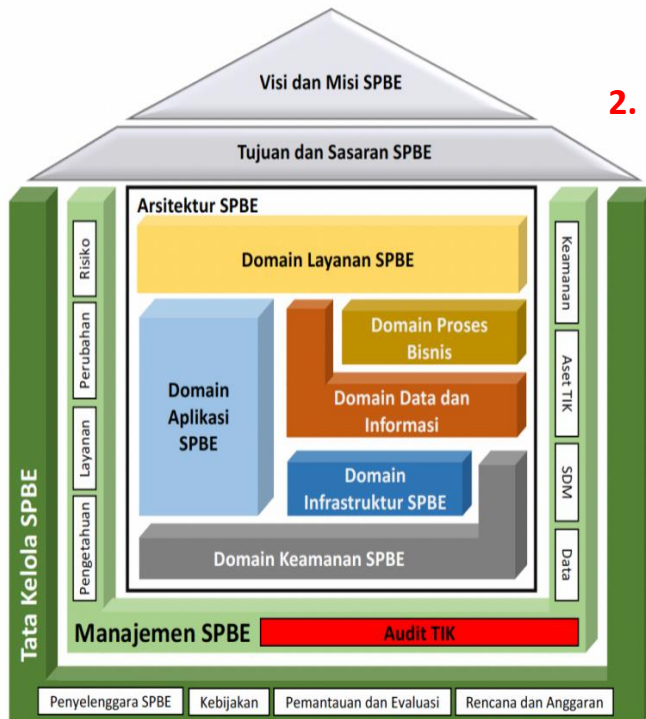 Visi dan Misi SPBE
2.
Tujuan dan Sasaran SPBE
Arsitektur SPBE
Domain Layanan SPBE
Domain Proses
Bisnis
Domain
Aplikasi
SPBE
Domain Data dan
Informasi
Domain
Infrastruktur SPBE
Domain Keamanan SPBE
Risiko
Perubahan
Layanan
Pengetahuan
Keamanan
Aset TIK
SDM
Data
Tata Kelola SPBE
Manajemen SPBE
Audit TIK
Penyelenggara SPBE
Kebijakan
Pemantauan dan Evaluasi
Rencana dan Anggaran